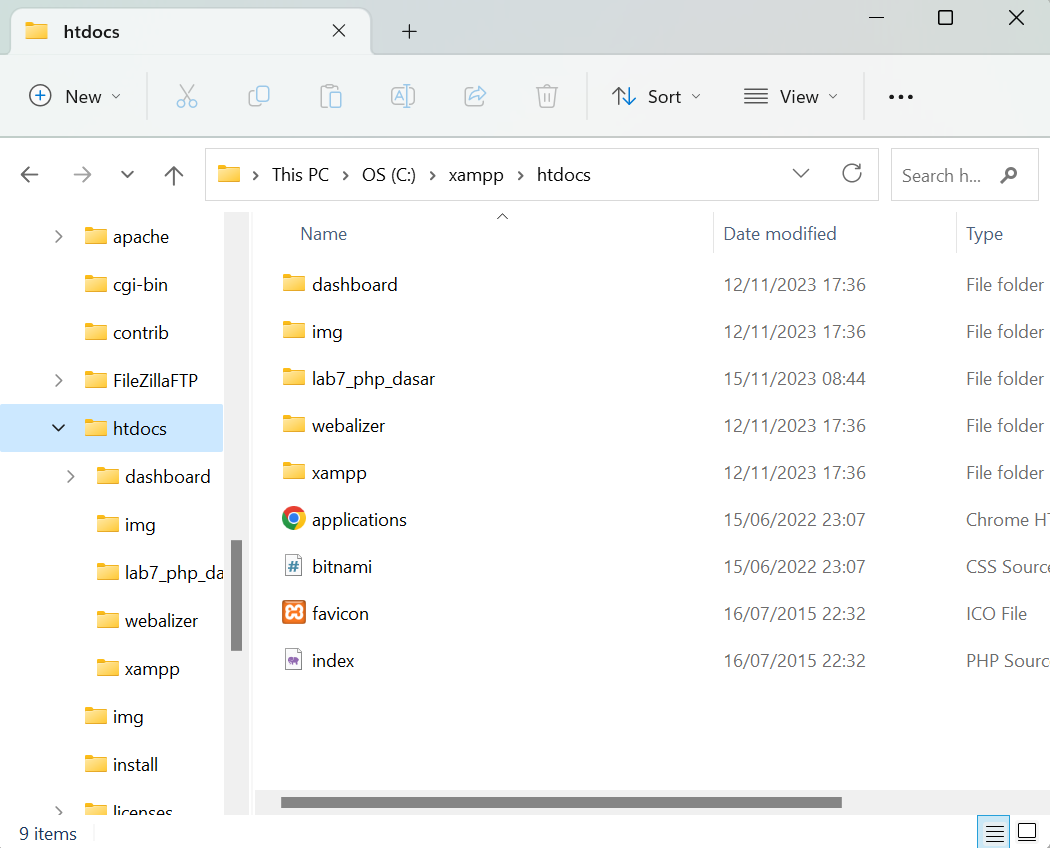 htdocs
New
Sort
View
This PC > OS (C:) > xampp > htdocs
Search h...
apache
cgi-bin
contrib
FileZillaFTP
htdocs
dashboard
img
lab7_php_da
webalizer
xampp
img
install
licenses
Name Date modified Type
dashboard 12/11/2023 17:36 File folder
img 12/11/2023 17:36 File folder
lab7_php_dasar 15/11/2023 08:44 File folder
webalizer 12/11/2023 17:36 File folder
xampp 12/11/2023 17:36 File folder
applications 15/06/2022 23:07 Chrome HT
bitnami 15/06/2022 23:07 CSS Source
favicon 16/07/2015 22:32 ICO File
index 16/07/2015 22:32 PHP Sourc
9 items